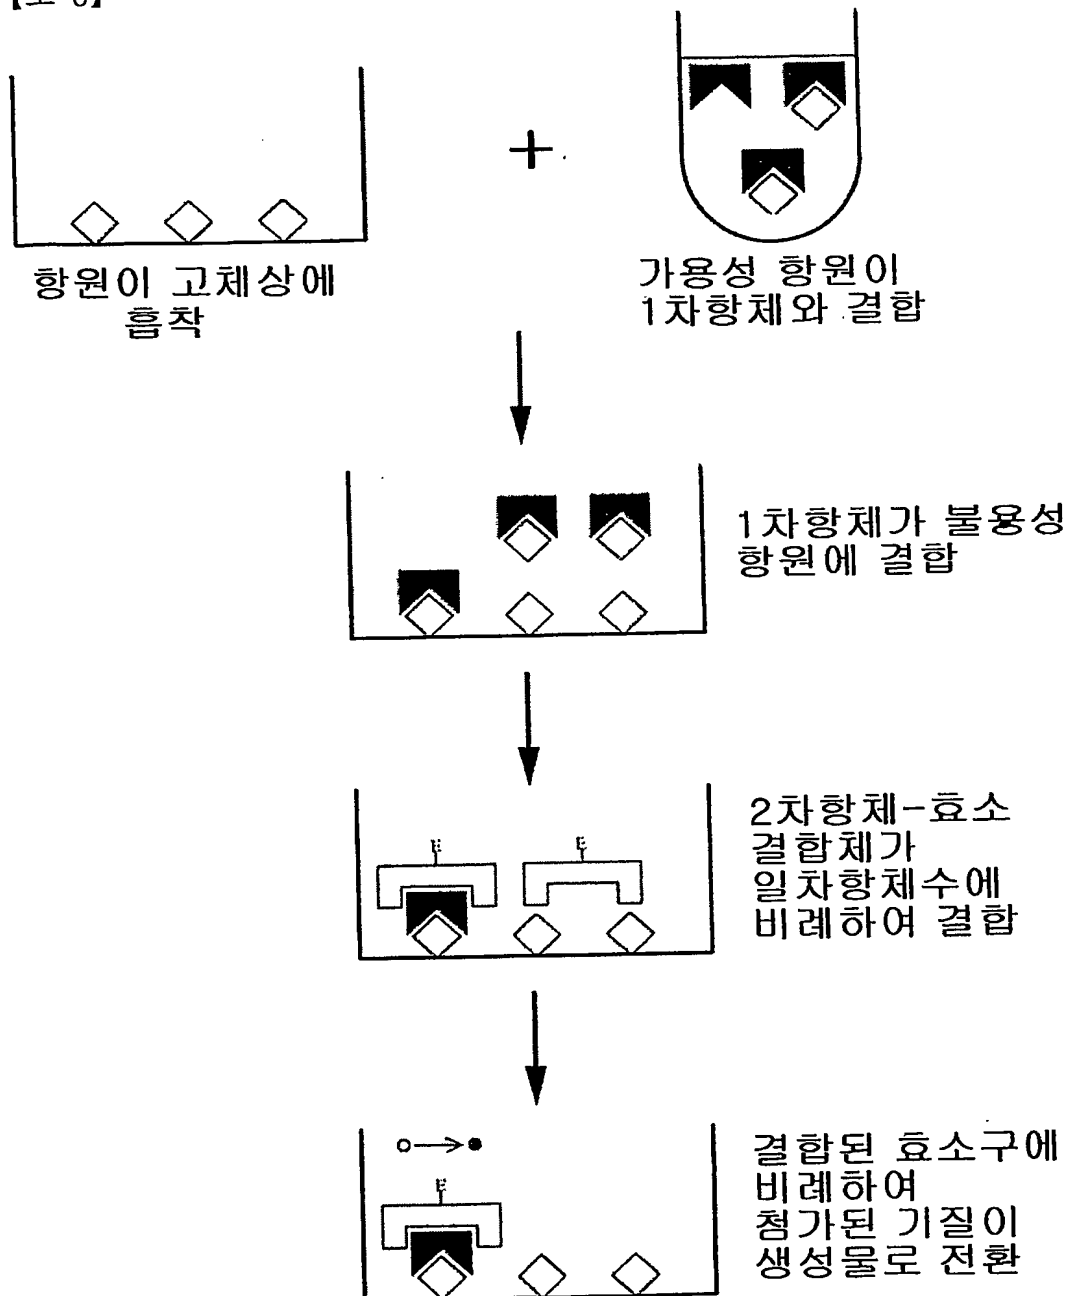 항원이 고체상에
흡착
+
가용성 항원이
1차항체와 결합
1차항체가 불용성
항원에 결합
E
E
2차항체-효소
결합체가
일차항체수에
비례하여 결합
E
결합된 효소구에
비례하여
첨가된 기질이
생성물로 전환